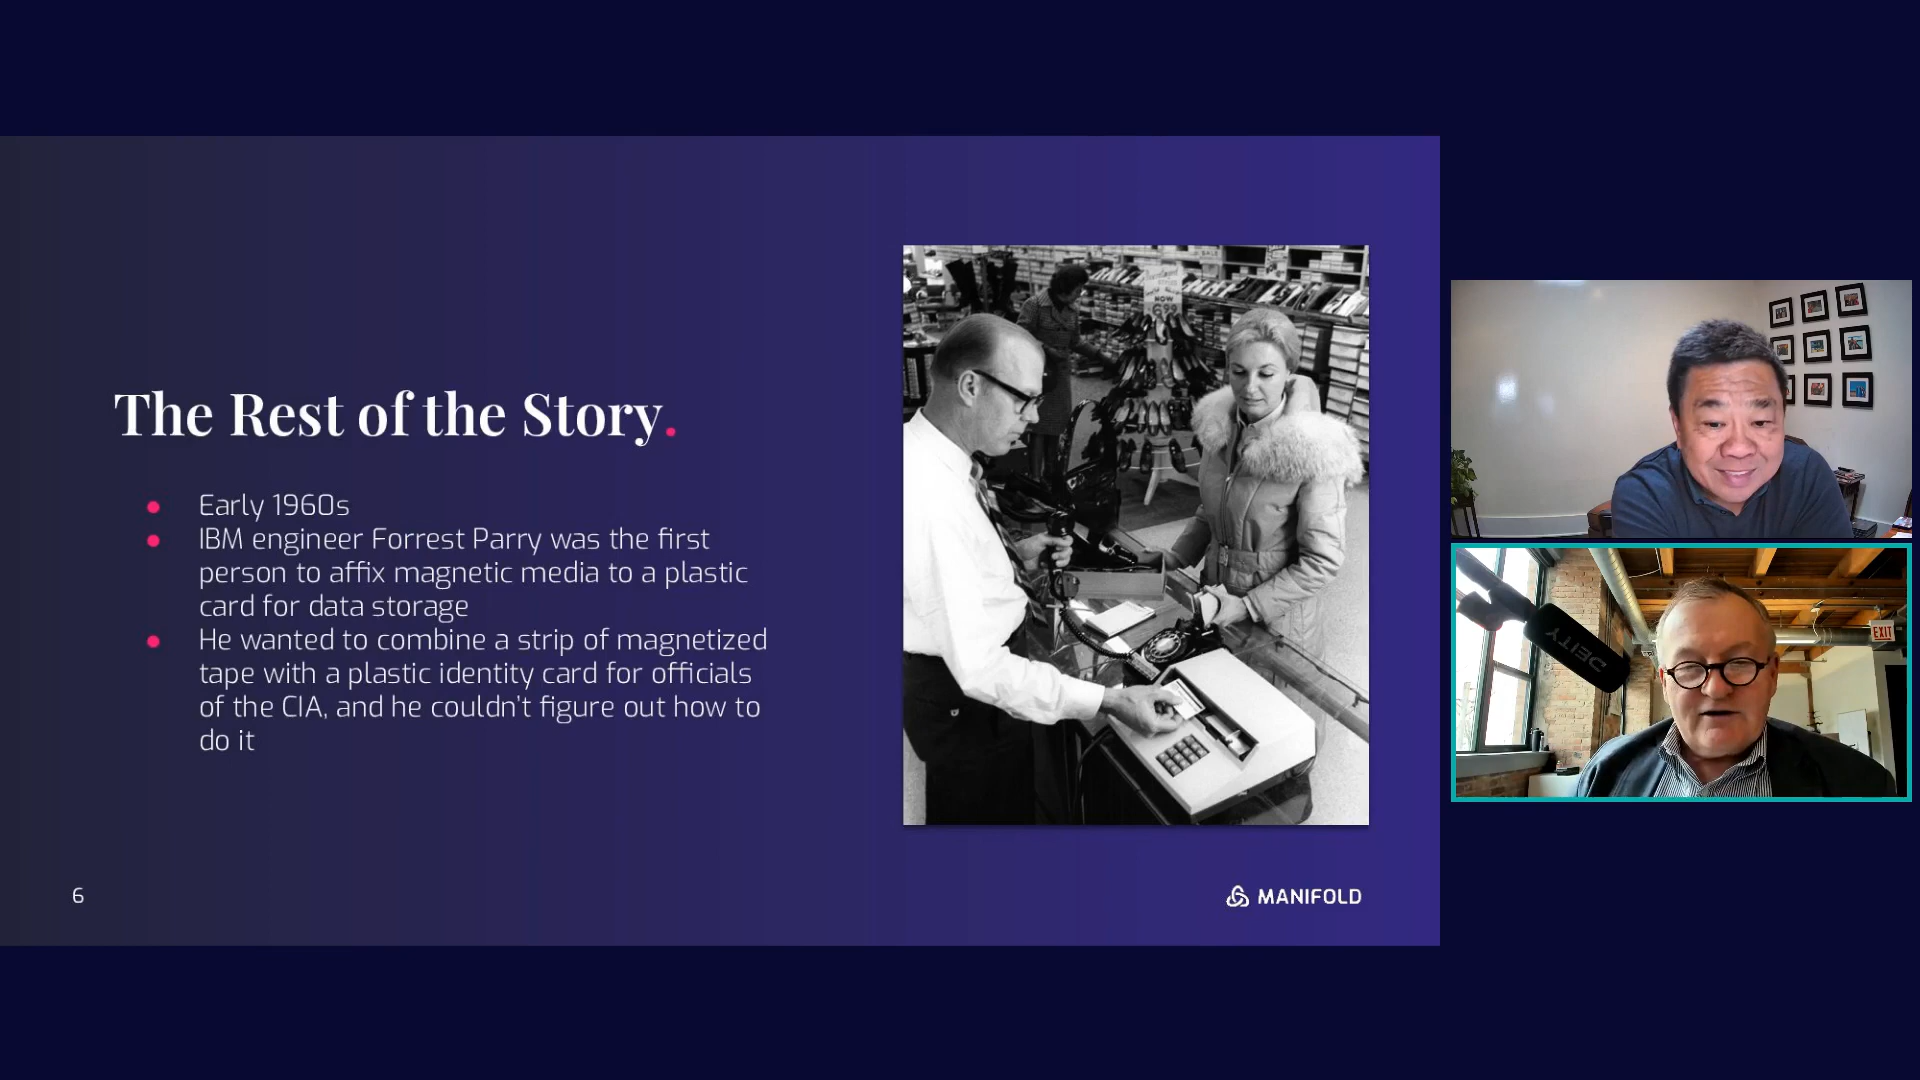 The Rest of the Story.
Early 1960s
IBM engineer Forrest Parry was the first
person to affix magnetic media to a plastic
card for data storage
He wanted to combine a strip of magnetized
tape with a plastic identity card for officials
of the CIA, and he couldn't figure out how to
do it
NOW
6
MANIFOLD
EXIT
DEITY